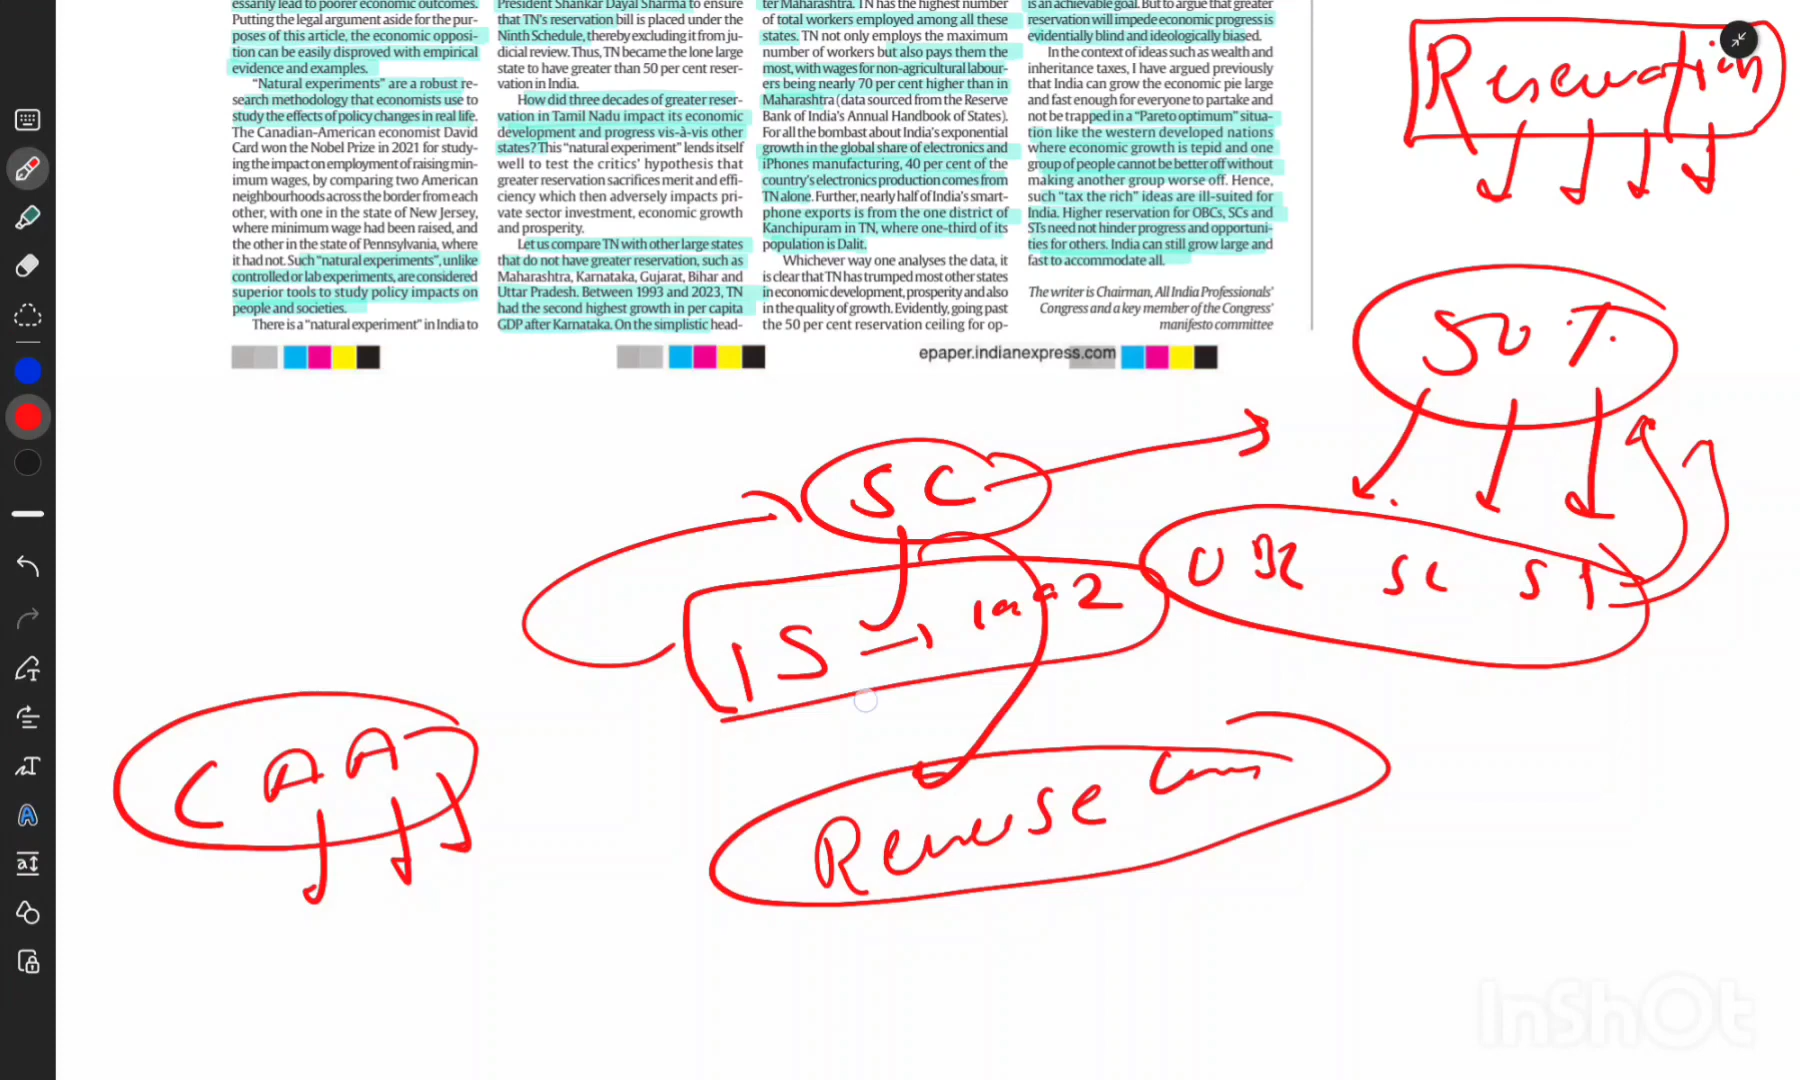 essarily lead to poorer economic outcomes.
Putting the legal argument aside for the pur-
poses of this article, the economic opposi-
tion can be easily disproved with empirical
evidence and examples.
“Natural experiments” are a robust re-
search methodology that economists use to
study the effects of policy changes in real life.
The Canadian-American economist David
Card won the Nobel Prize in 2021 for study-
ing the impact on employment of raising min-
imum wages, by comparing two American
neighbourhoods across the border from each
other, with one in the state of New Jersey,
where minimum wage had been raised, and
the other in the state of Pennsylvania, where
it had not. Such “natural experiments”, unlike
controlled or lab experiments, are considered
superior tools to study policy impacts on
people and societies.
There is a “natural experiment” in India to
President Shankar Dayal Sharma to ensure
that TN's reservation bill is placed under the
Ninth Schedule, thereby excluding it from ju-
dicial review. Thus, TN became the lone large
state to have greater than 50 per cent reser-
vation in India.
How did three decades of greater reser-
vation in Tamil Nadu impact its economic
development and progress vis-à-vis other
states? This “natural experiment” lends itself
well to test the critics' hypothesis that
greater reservation sacrifices merit and effi-
ciency which then adversely impacts pri-
vate sector investment, economic growth
and prosperity.
Let us compare TN with other large states
that do not have greater reservation, such as
Maharashtra, Karnataka, Gujarat, Bihar and
Uttar Pradesh. Between 1993 and 2023, TN
had the second highest growth in per capita
GDP after Karnataka. On the simplistic head-
ter Maharashtra. TN has the highest number
of total workers employed among all these
states. TN not only employs the maximum
number of workers but also pays them the
most, with wages for non-agricultural labour-
ers being nearly 70 per cent higher than in
Maharashtra (data sourced from the Reserve
Bank of India's Annual Handbook of States).
For all the bombast about India's exponential
growth in the global share of electronics and
iPhones manufacturing, 40 per cent of the
country's electronics production comes from
TN alone. Further, nearly half of India's smart-
phone exports is from the one district of
Kanchipuram in TN, where one-third of its
population is Dalit.
Whichever way one analyses the data, it
is clear that TN has trumped most other states
in economic development, prosperity and also
in the quality of growth. Evidently, going past
the 50 per cent reservation ceiling for op-
is an achievable goal. But to argue that greater
reservation will impede economic progress is
evidentially blind and ideologically biased.
In the context of ideas such as wealth and
inheritance taxes, I have argued previously
that India can grow the economic pie large
and fast enough for everyone to partake and
not be trapped in a “Pareto optimum” situa-
tion like the western developed nations
where economic growth is tepid and one
group of people cannot be better off without
making another group worse off. Hence,
such “tax the rich” ideas are ill-suited for
India. Higher reservation for OBCs, SCs and
STs need not hinder progress and opportuni-
ties for others. India can still grow large and
fast to accommodate all.
The writer is Chairman, All India Professionals'
Congress and a key member of the Congress'
manifesto committee
epaper.indianexpress.com
Reservation
50 %
SC
OBC SC ST
1992
CAA
InShOt